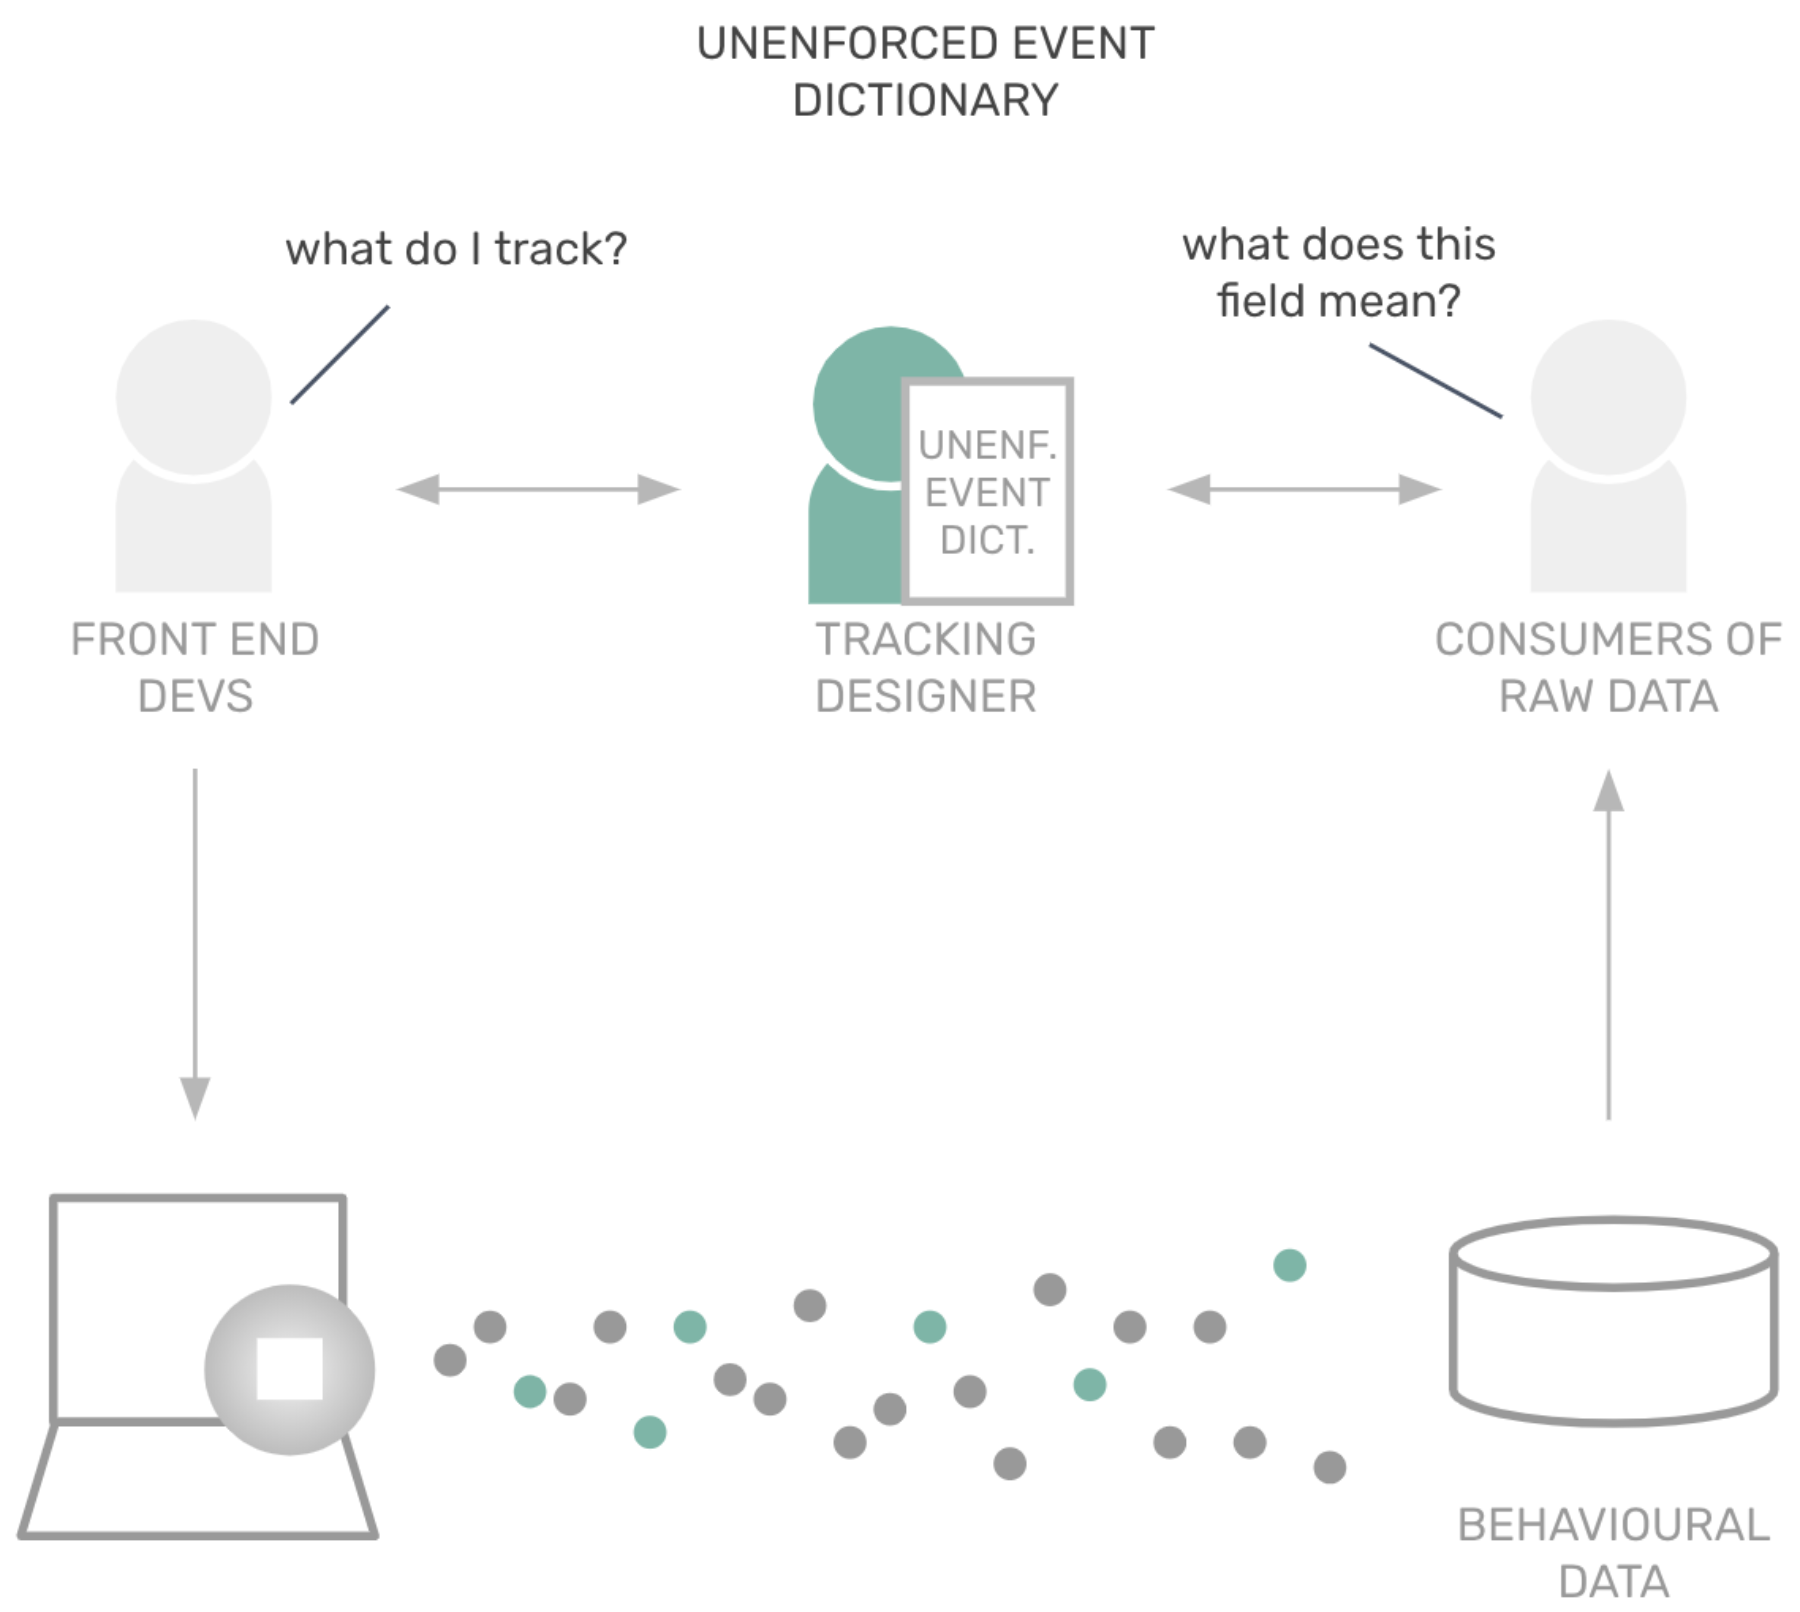 UNENFORCED EVENT
DICTIONARY
what do I track?
what does this
field mean?
UNENF.
EVENT
DICT.
FRONT END
DEVS
TRACKING
DESIGNER
CONSUMERS OF
RAW DATA
BEHAVIOURAL
DATA